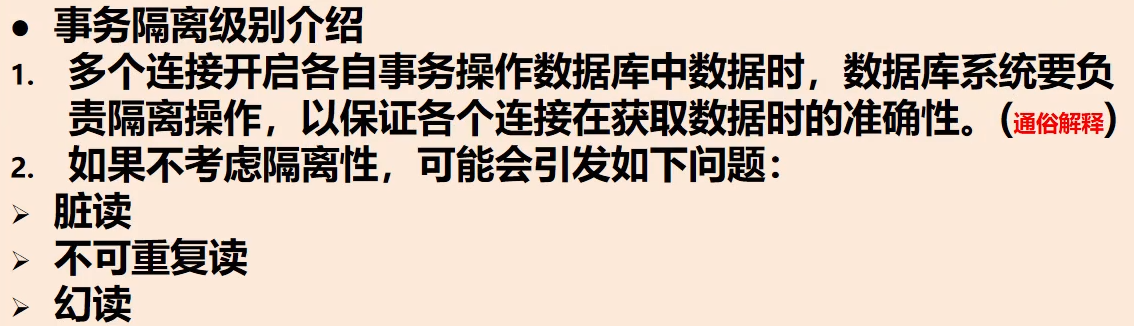 ● 事务隔离级别介绍
1. 多个连接开启各自事务操作数据库中数据时，数据库系统要负
责隔离操作，以保证各个连接在获取数据时的准确性。(通俗解释)
2. 如果不考虑隔离性，可能会引发如下问题：
➢ 脏读
➢ 不可重复读
➢ 幻读